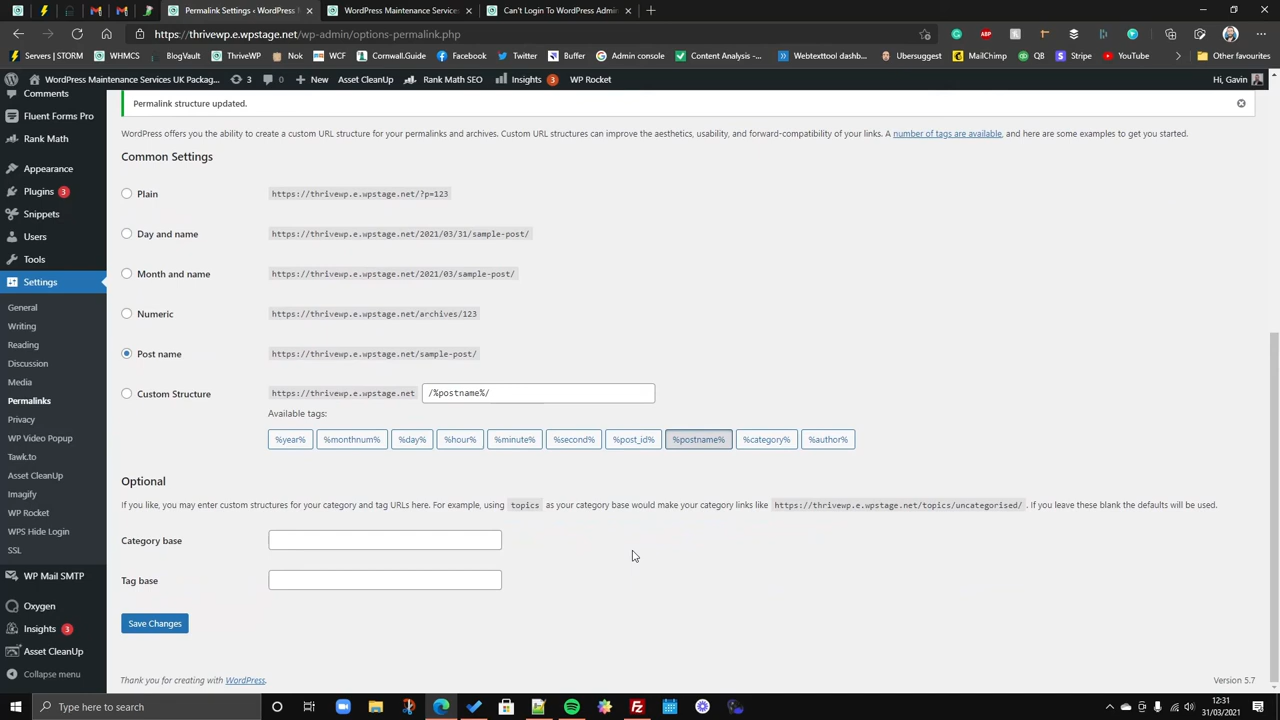 Permalink Settings ‹ WordPress
WordPress Maintenance Services
Can't Login To WordPress Admin
https://thrivewp.e.wpstage.net/wp-admin/options-permalink.php
Servers | STORM
WHMCS
BlogVault
Noun
WCF
Cornwall.Guide
Facebook
Twitter
Buffer
Admin console
Content Analysis -...
Webtexttool dashbo...
Ubersuggest
MailChimp
CSS Grid
YouTube
Other favourites
WordPress Maintenance Services UK Packag...
3
0
New
Asset CleanUp
Rank Math SEO
Insights 3
WP Rocket
Hi, Gavin
Comments
Fluent Forms Pro
Rank Math
Appearance
Plugins 3
Snippets
Users
Tools
Settings
General
Writing
Reading
Discussion
Media
Permalinks
Privacy
WP Video Popup
Tawk.to
Asset CleanUp
Imagify
WP Rocket
WPS Hide Login
SSL
WP Mail SMTP
Oxygen
Insights 3
Asset CleanUp
Collapse menu
Permalink structure updated.
WordPress offers you the ability to create a custom URL structure for your permalinks and archives. Custom URL structures can improve the aesthetics, usability, and forward-compatibility of your links. A number of tags are available, and here are some examples to get you started.
Common Settings
Plain https://thrivewp.e.wpstage.net/?p=123
Day and name https://thrivewp.e.wpstage.net/2021/03/31/sample-post/
Month and name https://thrivewp.e.wpstage.net/2021/03/sample-post/
Numeric https://thrivewp.e.wpstage.net/archives/123
Post name https://thrivewp.e.wpstage.net/sample-post/
Custom Structure https://thrivewp.e.wpstage.net /%postname%/
Available tags:
%year% %monthnum% %day% %hour% %minute% %second% %post_id% %postname% %category% %author%
Optional
If you like, you may enter custom structures for your category and tag URLs here. For example, using topics as your category base would make your category links like https://thrivewp.e.wpstage.net/topics/uncategorised/ . If you leave these blank the defaults will be used.
Category base
Tag base
Save Changes
Thank you for creating with WordPress.
Version 5.7
Type here to search
12:31
31/03/2021